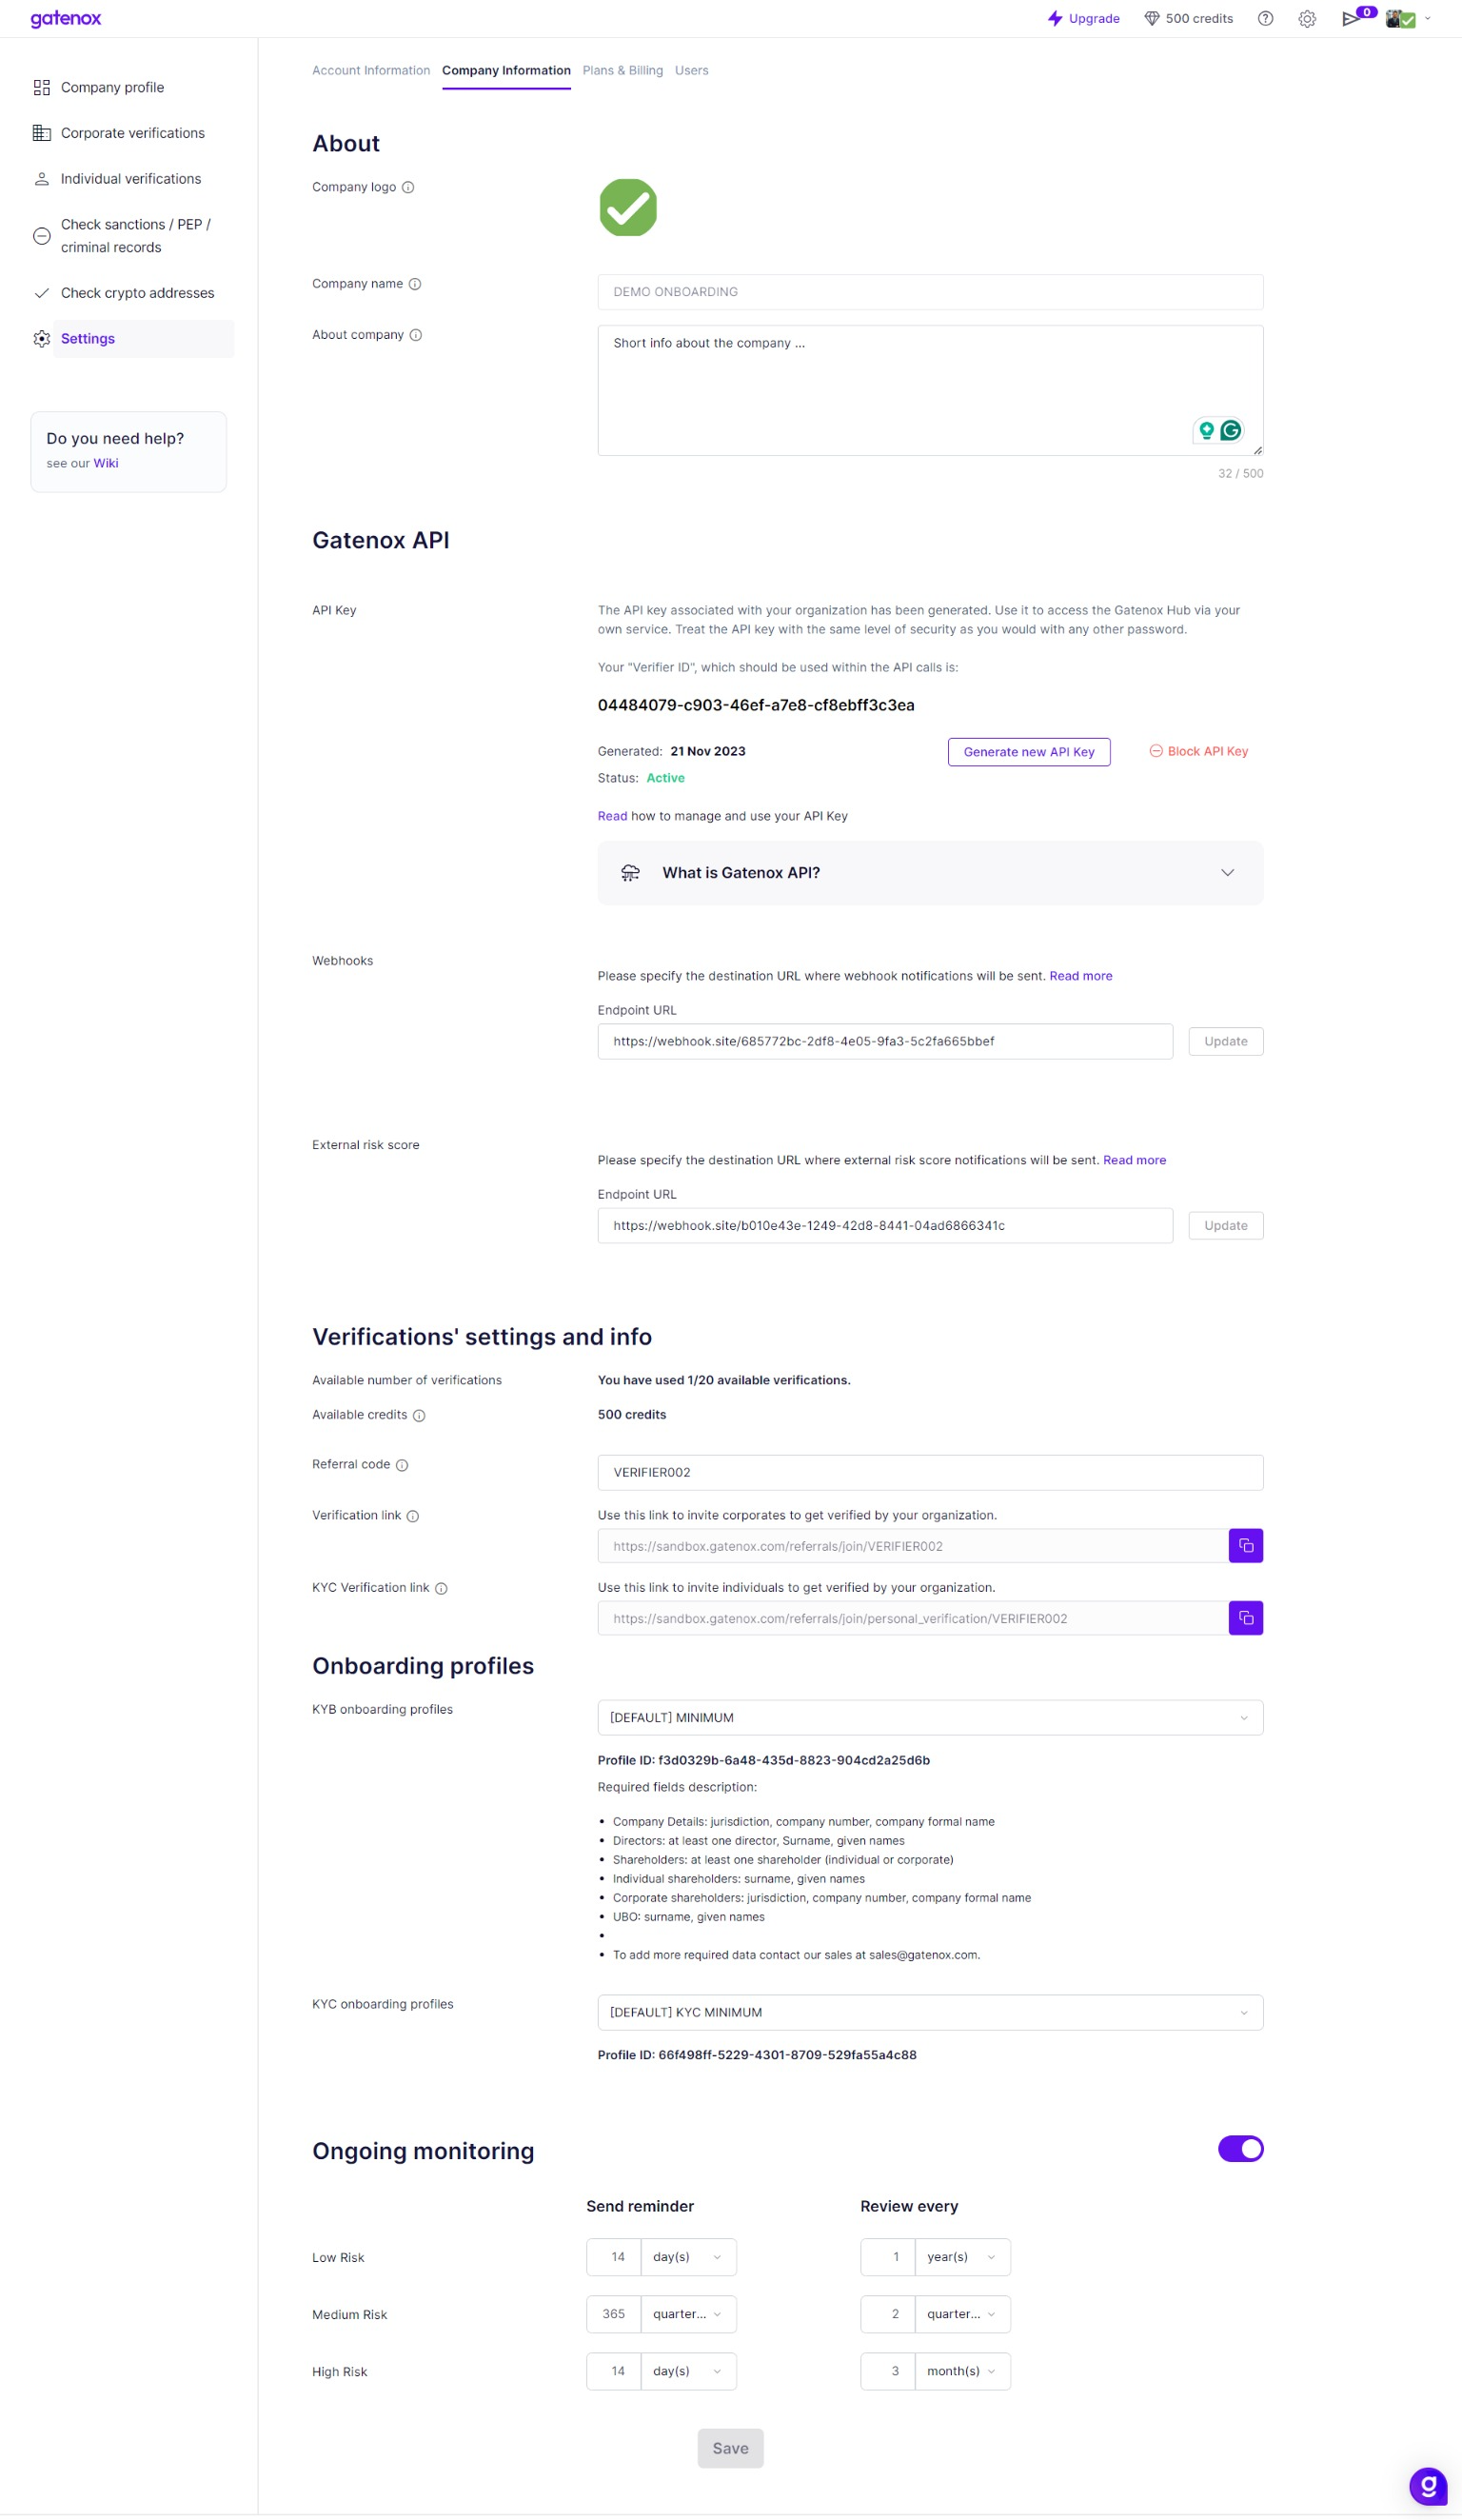 gatenox
Upgrade
500 credits
0
Company profile
Corporate verifications
Individual verifications
Check sanctions / PEP /
criminal records
Check crypto addresses
Settings
Do you need help?
see our Wiki
Account Information
Company Information
Plans & Billing
Users
About
Company logo
Company name
DEMO ONBOARDING
About company
Short info about the company ...
32 / 500
Gatenox API
API Key
The API key associated with your organization has been generated. Use it to access the Gatenox Hub via your
own service. Treat the API key with the same level of security as you would with any other password.
Your "Verifier ID", which should be used within the API calls is:
04484079-c903-46ef-a7e8-cf8ebff3c3ea
Generated: 21 Nov 2023
Generate new API Key
Block API Key
Status: Active
Read how to manage and use your API Key
What is Gatenox API?
Webhooks
Please specify the destination URL where webhook notifications will be sent. Read more
Endpoint URL
https://webhook.site/685772bc-2df8-4e05-9fa3-5c2fa665bbef
Update
External risk score
Please specify the destination URL where external risk score notifications will be sent. Read more
Endpoint URL
https://webhook.site/b010e43e-1249-42d8-8441-04ad6866341c
Update
Verifications' settings and info
Available number of verifications
You have used 1/20 available verifications.
Available credits
500 credits
Referral code
VERIFIER002
Verification link
Use this link to invite corporates to get verified by your organization.
https://sandbox.gatenox.com/referrals/join/VERIFIER002
KYC Verification link
Use this link to invite individuals to get verified by your organization.
https://sandbox.gatenox.com/referrals/join/personal_verification/VERIFIER002
Onboarding profiles
KYB onboarding profiles
[DEFAULT] MINIMUM
Profile ID: f3d0329b-6a48-435d-8823-904cd2a25d6b
Required fields description:
• Company Details: jurisdiction, company number, company formal name
• Directors: at least one director, Surname, given names
• Shareholders: at least one shareholder (individual or corporate)
• Individual shareholders: surname, given names
• Corporate shareholders: jurisdiction, company number, company formal name
• UBO: surname, given names
•
• To add more required data contact our sales at sales@gatenox.com.
KYC onboarding profiles
[DEFAULT] KYC MINIMUM
Profile ID: 66f498ff-5229-4301-8709-529fa55a4c88
Ongoing monitoring
Send reminder
Review every
Low Risk
14 day(s)
1 year(s)
Medium Risk
365 quarter...
2 quarter...
High Risk
14 day(s)
3 month(s)
Save
g